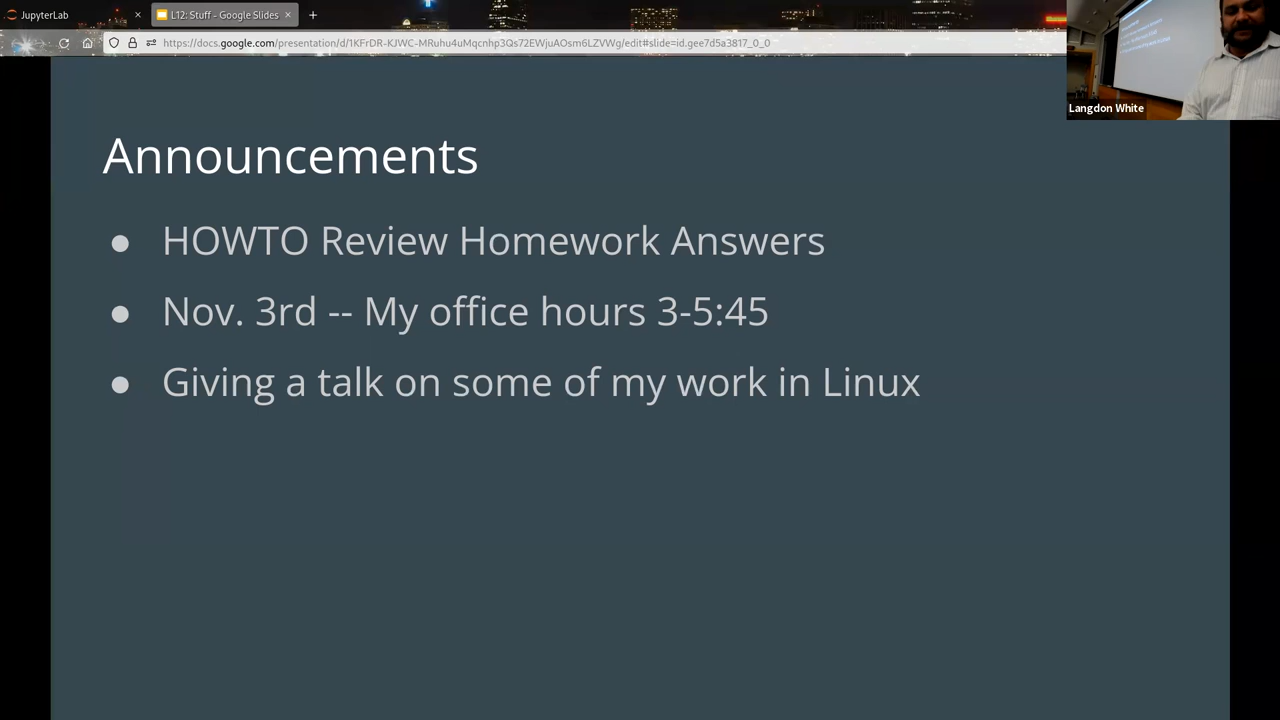 JupyterLab
L12: Stuff - Google Slides
https://docs.google.com/presentation/d/1KFrDR-KJWC-MRuhu4uMqcnhp3Qs72EWjuAOsm6LZVWg/edit#slide=id.gee7d5a3817_0_0
Langdon White
Announcements
● HOWTO Review Homework Answers
● Nov. 3rd -- My office hours 3-5:45
● Giving a talk on some of my work in Linux